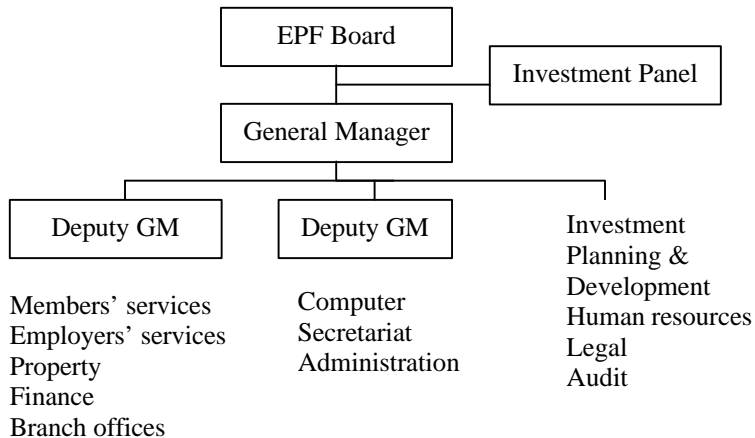 EPF Board
Investment Panel
General Manager
Deputy GM
Members’ services
Employers’ services
Property
Finance
Branch offices
Deputy GM
Computer
Secretariat
Administration
Investment
Planning &
Development
Human resources
Legal
Audit